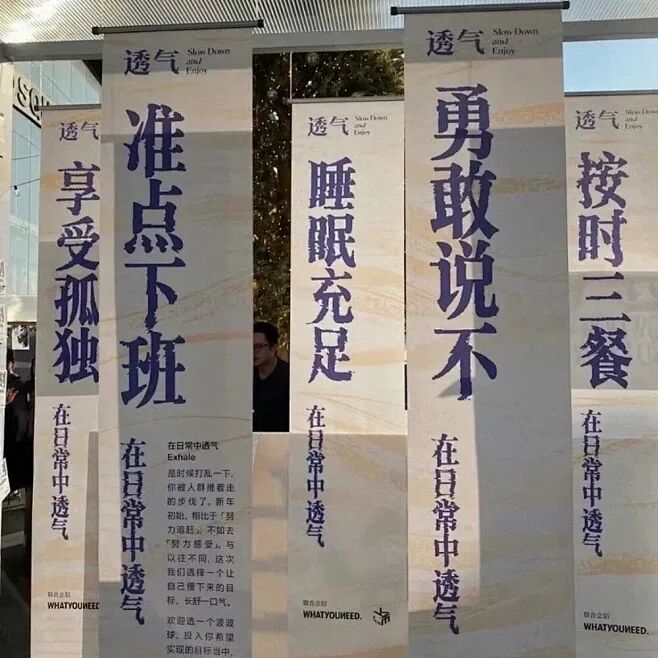 透气
Slow Down
and
Enjoy
享受孤独
在日常中透气
联合企划
WHATYOUNEED.
透气
Slow Down
and
Enjoy
准点下班
在日常中透气
在日常中透气
Exhale
是时候打乱一下，
你被人群推着走
的步伐了。新年
初始，相比于「努
力追赶」，不如去
「努力感受」。与
以往不同，这次
我们选择一个让
自己慢下来的目
标，长舒一口气。
欢迎选一个波波
球，投入你希望
实现的目标当中，
透气
Slow Down
and
Enjoy
睡眠充足
在日常中透气
联合企划
WHATYOUNEED.
透气
Slow Down
and
Enjoy
勇敢说不
在日常中透气
透气
Slow Down
and
Enjoy
按时三餐
在日常中透气
联合企划
WHATYOUNEED.